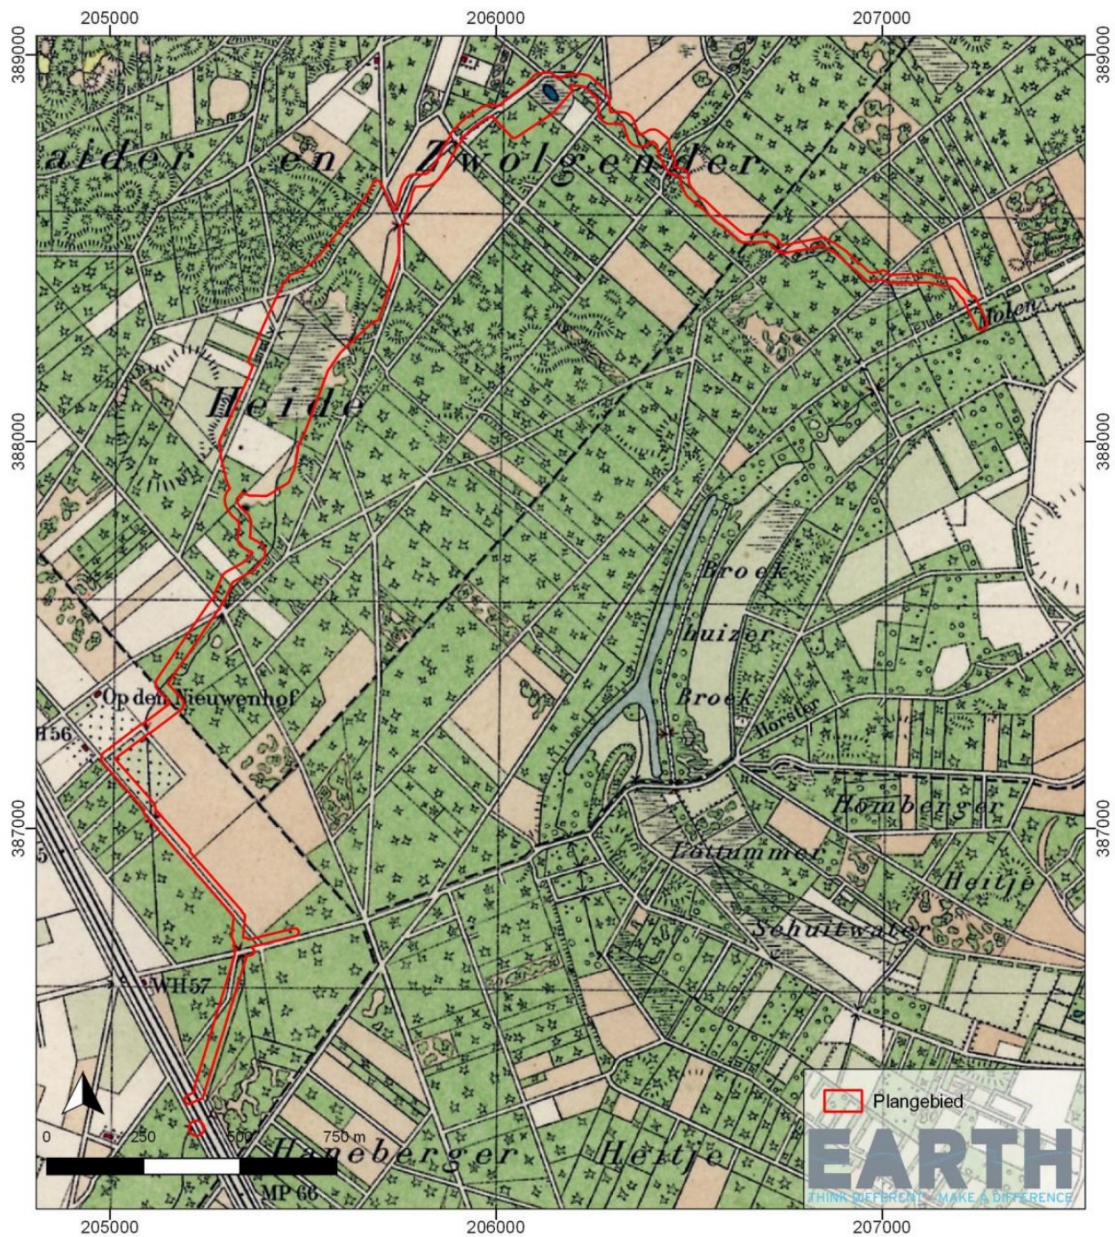 205000 206000 207000
389000 389000
aider en Zwolgender
Molen
Heide
388000 388000
Broek
huizer
Broek
Op den Nieuwenhof
Horster
H56
387000 387000
Homberger
Lottummer
Heitje
Schuitwater
WH57
Plangebied
0 250 500 750 m
Haneberger Heitje
EARTH
THINK DIFFERENT - MAKE A DIFFERENCE
MP 66
205000 206000 207000